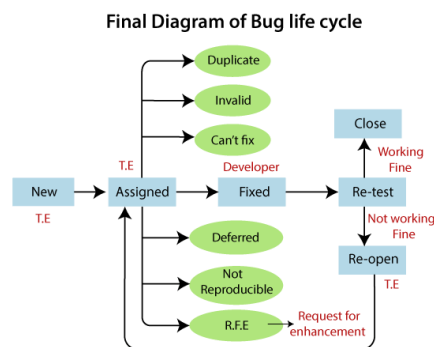 Final Diagram of Bug life cycle
Duplicate
Invalid
Can't fix
Close
T.E
Developer
Working
Fine
New
Assigned
Fixed
Re-test
T.E
Not working
Fine
Deferred
Re-open
T.E
Not
Reproducible
R.F.E
Request for
enhancement